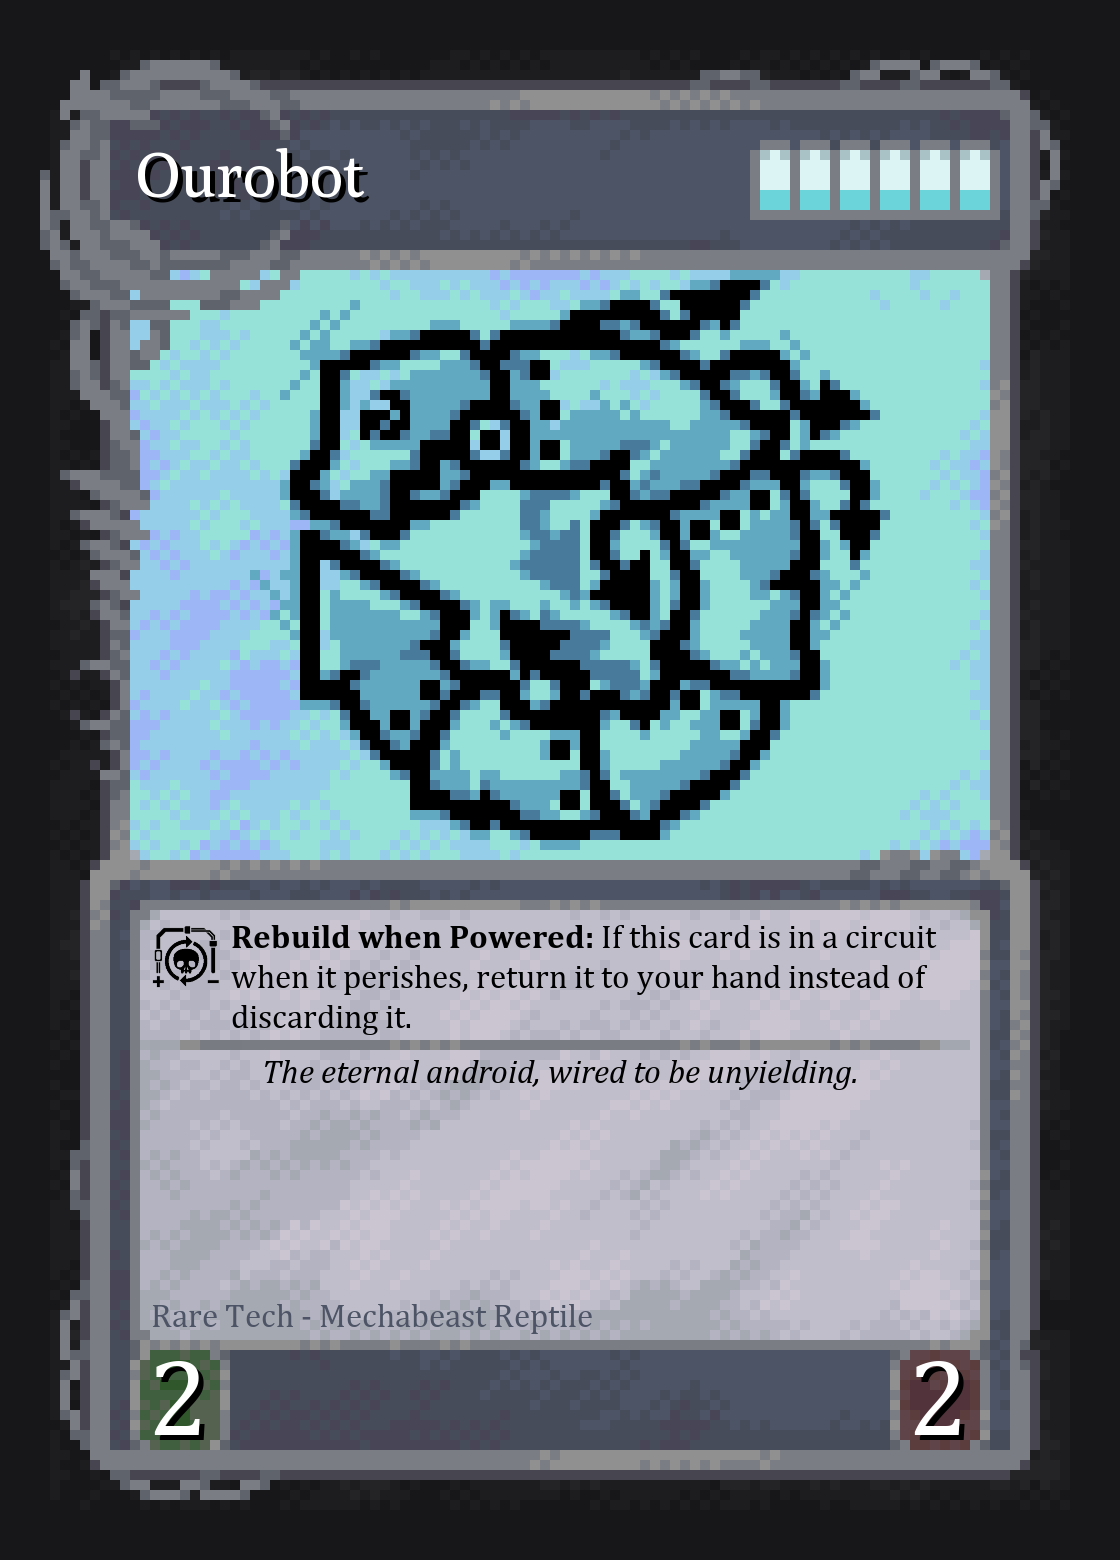 Ourobot
Rebuild when Powered: If this card is in a circuit
when it perishes, return it to your hand instead of
discarding it.
The eternal android, wired to be unyielding.
Rare Tech - Mechabeast Reptile
2
2